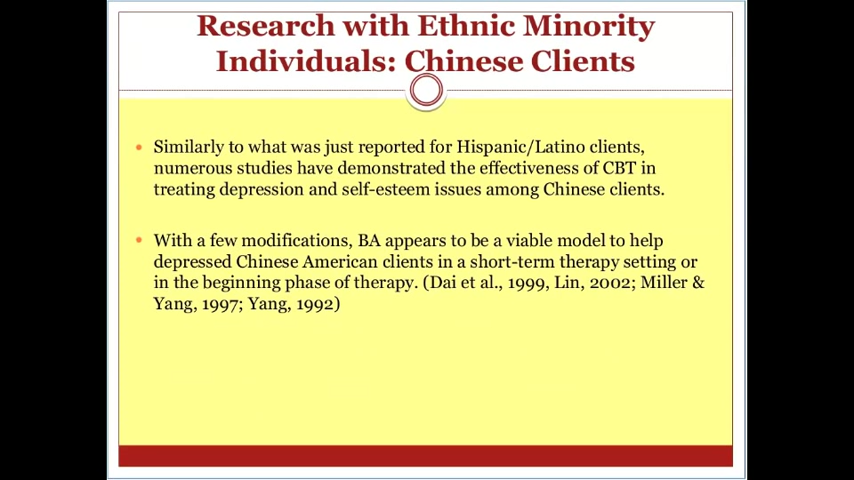 Research with Ethnic Minority
Individuals: Chinese Clients
• Similarly to what was just reported for Hispanic/Latino clients,
numerous studies have demonstrated the effectiveness of CBT in
treating depression and self-esteem issues among Chinese clients.
• With a few modifications, BA appears to be a viable model to help
depressed Chinese American clients in a short-term therapy setting or
in the beginning phase of therapy. (Dai et al., 1999, Lin, 2002; Miller &
Yang, 1997; Yang, 1992)